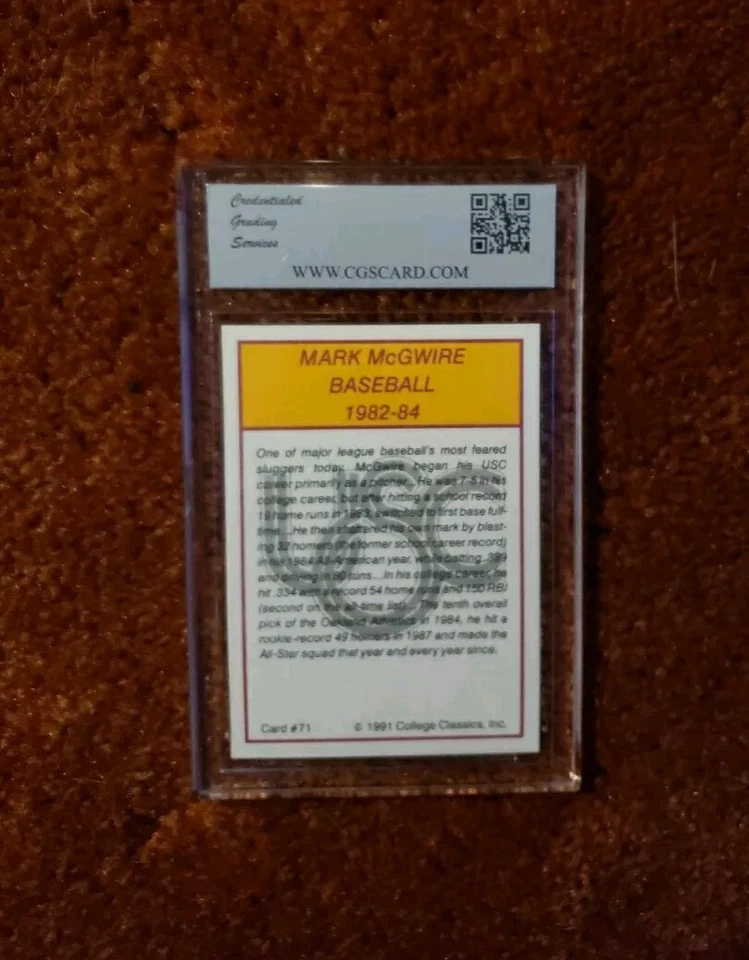 Credentialed
Grading
Services
WWW.CGSCARD.COM
MARK McGWIRE
BASEBALL
1982-84
One of major league baseball's most feared
sluggers today, McGwire began his USC
career primarily as a pitcher... He was 7-5 in his
college career, but after hitting a school record
19 home runs in 1983, switched to first base full-
time ...He then shattered his own mark by blast-
ing 32 homers (the former school career record)
in his 1984 All-American year, while batting
and driving in 80 runs....In his college career, he
hit .334 with a record 54 home runs and 150 RBI
(second on the all-time list)....The tenth overall
pick of the Oakland Athletics in 1984, he hit a
rookie-record 49 homers in 1987 and made the
All-Star squad that year and every year since.
USC
Card #71 © 1991 College Classics, Inc.